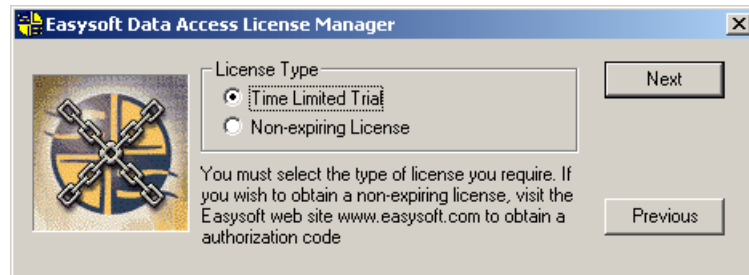 Easysoft Data Access License Manager
License Type
Time Limited Trial
Non-expiring License
Next
You must select the type of license you require. If
you wish to obtain a non-expiring license, visit the
Easysoft web site www.easysoft.com to obtain a
authorization code
Previous